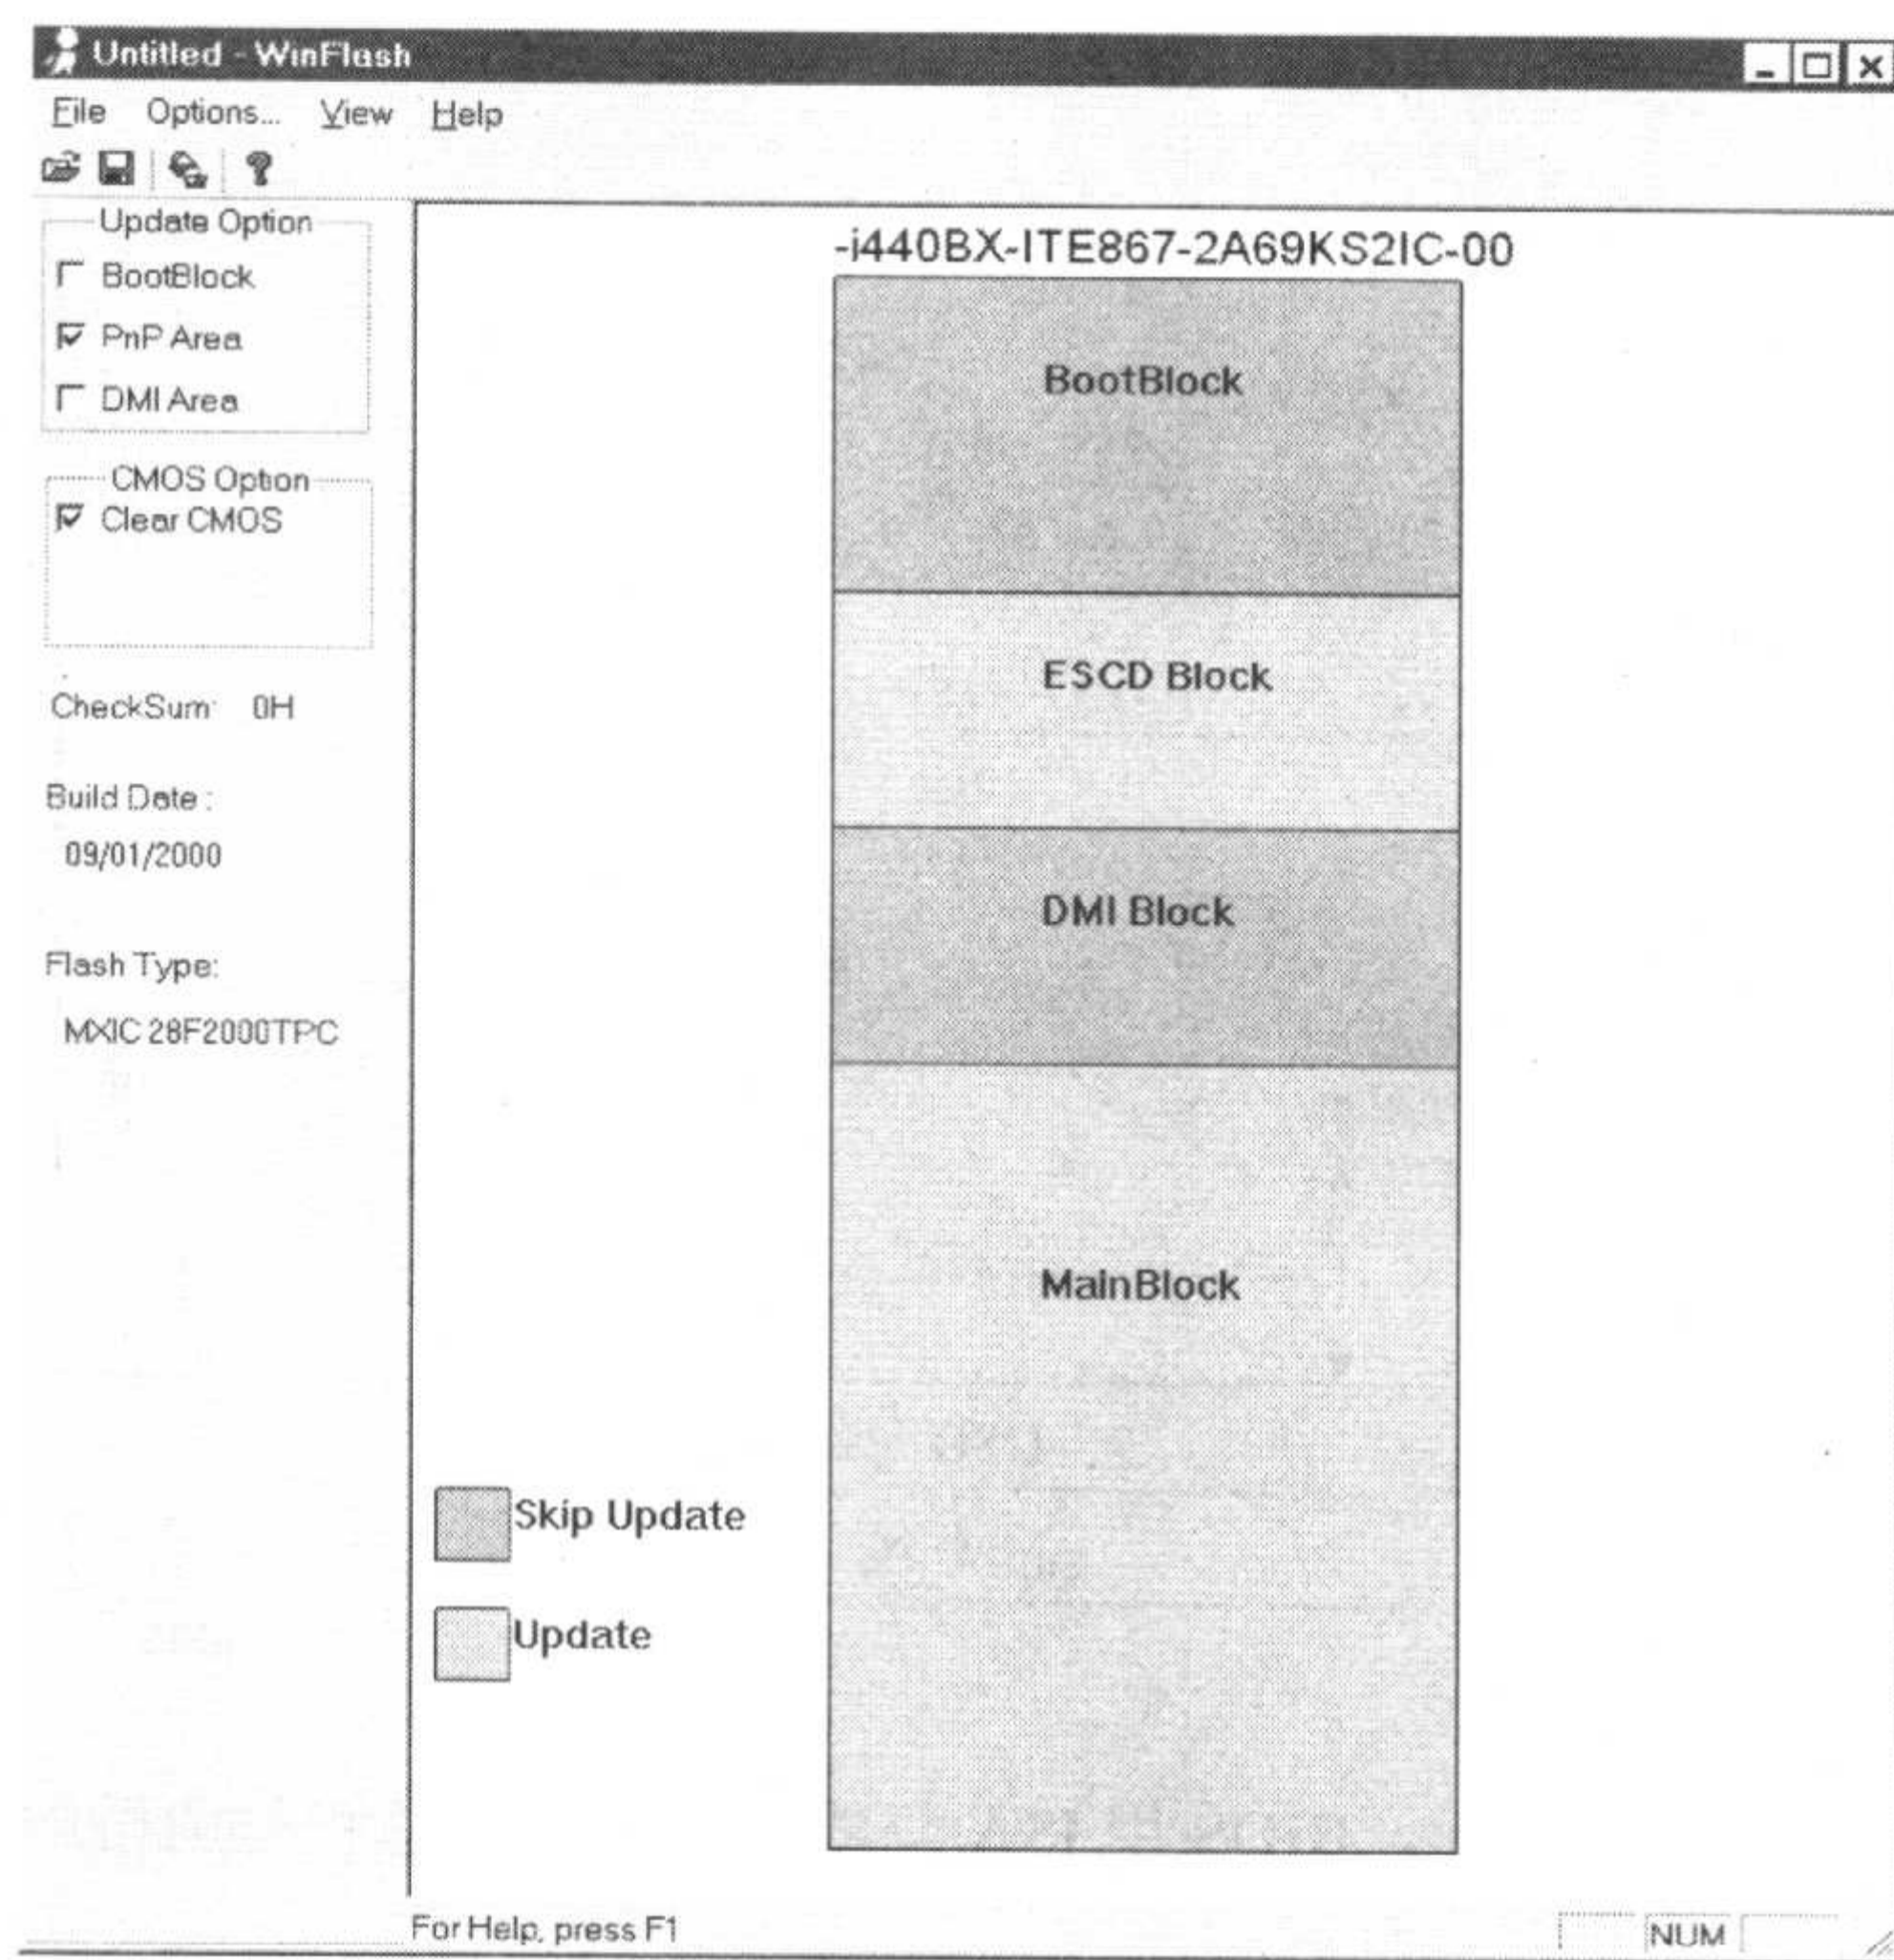 Untitled - WinFlash
File Options... View Help
Update Option
BootBlock
PnP Area
DMI Area
CMOS Option
Clear CMOS
CheckSum: 0H
Build Date :
09/01/2000
Flash Type:
MXIC 28F2000TPC
-i440BX-ITE867-2A69KS2IC-00
BootBlock
ESCD Block
DMI Block
MainBlock
Skip Update
Update
For Help, press F1
NUM